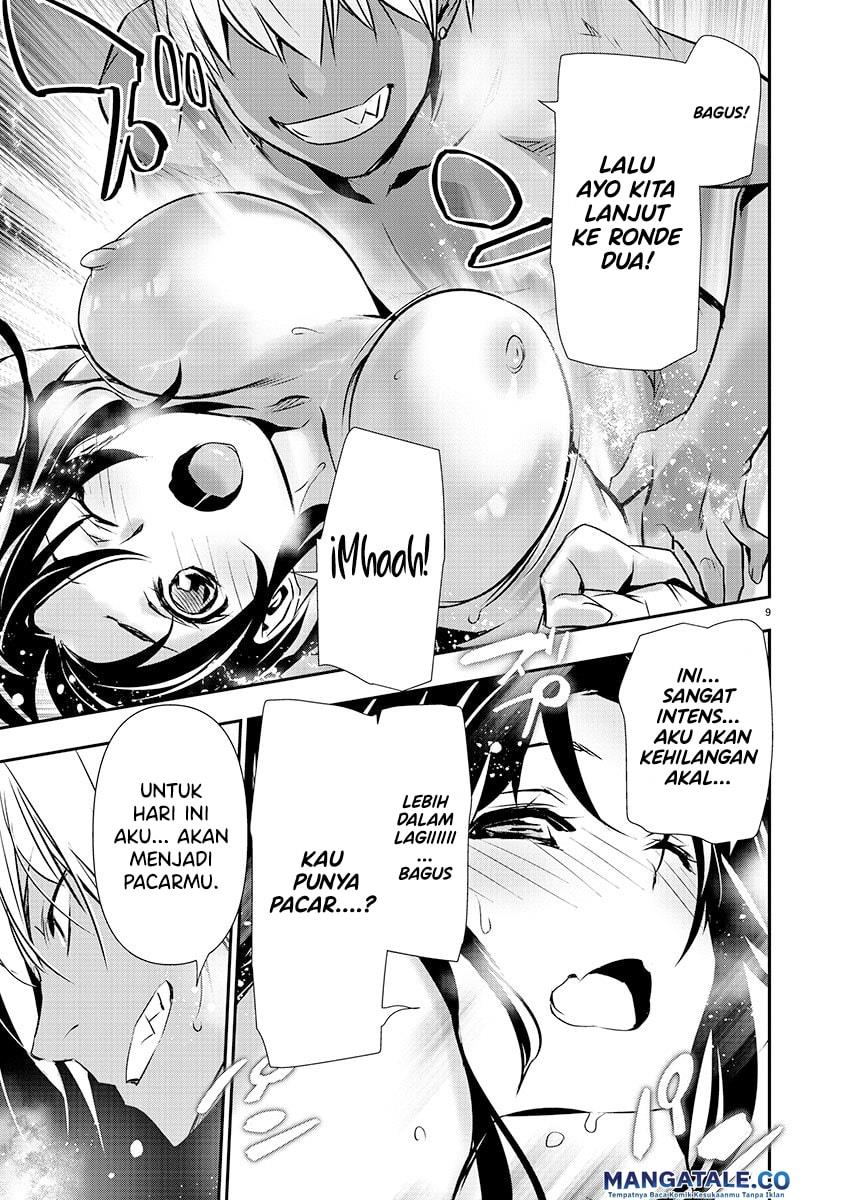 BAGUS!
LALU
AYO KITA
LANJUT
KE RONDE
DUA!
¡Mhaah!
9
INI...
SANGAT
INTENS...
AKU AKAN
KEHILANGAN
AKAL...
LEBIH
DALAM
LAGIIIIII
...
BAGUS
KAU
PUNYA
PACAR....?
UNTUK
HARI INI
AKU... AKAN
MENJADI
PACARMU.
MANGATALE.CO
Tempatnya Baca Komik Kesukaanmu Tanpa Iklan